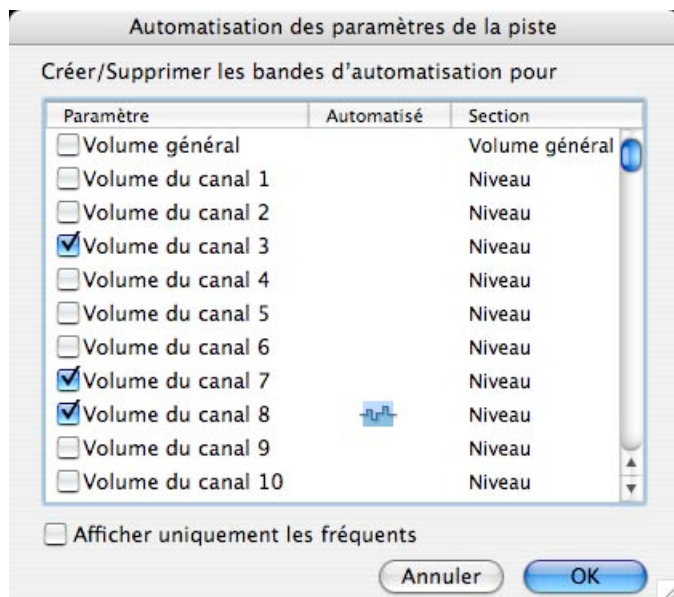 Automatisation des paramètres de la piste
Créer/Supprimer les bandes d'automatisation pour
Paramètre Automatisé Section
Volume général Volume général
Volume du canal 1 Niveau
Volume du canal 2 Niveau
Volume du canal 3 Niveau
Volume du canal 4 Niveau
Volume du canal 5 Niveau
Volume du canal 6 Niveau
Volume du canal 7 Niveau
Volume du canal 8 Niveau
Volume du canal 9 Niveau
Volume du canal 10 Niveau
Afficher uniquement les fréquents
Annuler OK